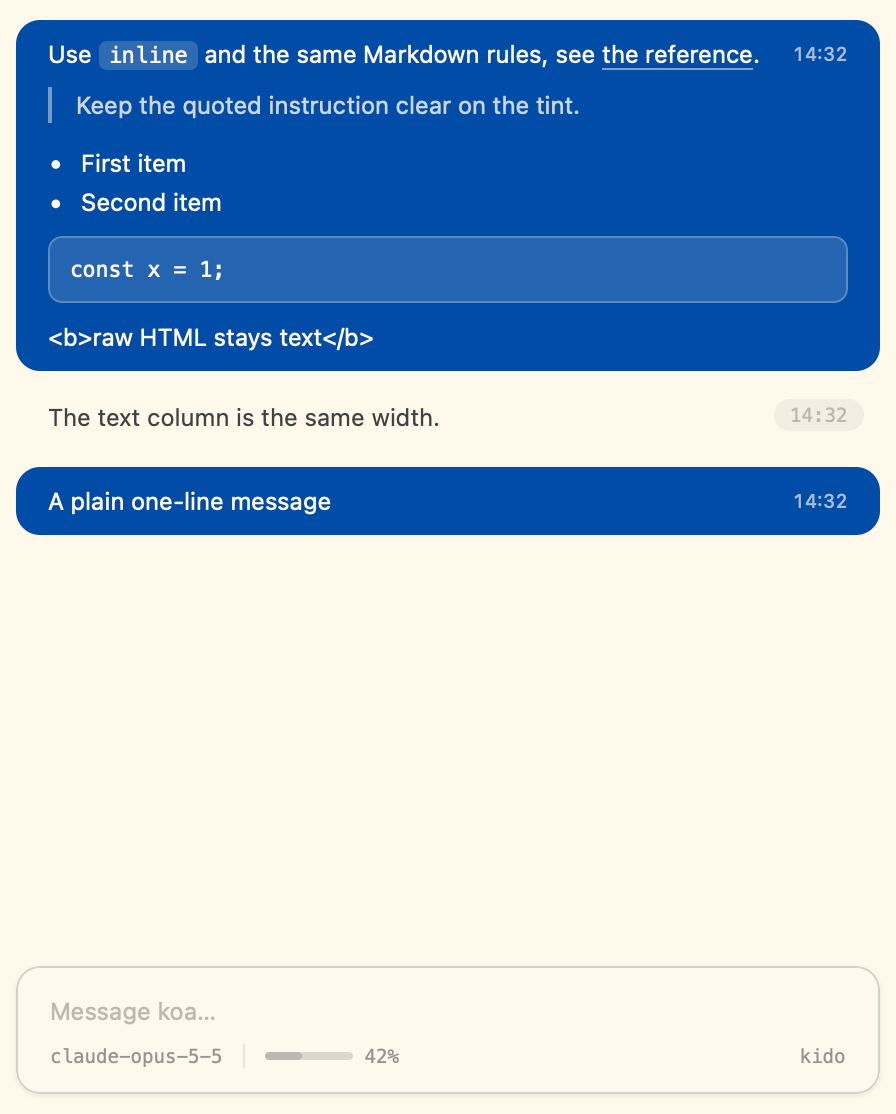 Use inline and the same Markdown rules, see the reference. 14:32
Keep the quoted instruction clear on the tint.
• First item
• Second item
const x = 1;
<b>raw HTML stays text</b>
The text column is the same width. 14:32
A plain one-line message 14:32
Message koa...
claude-opus-5-5 42% kido